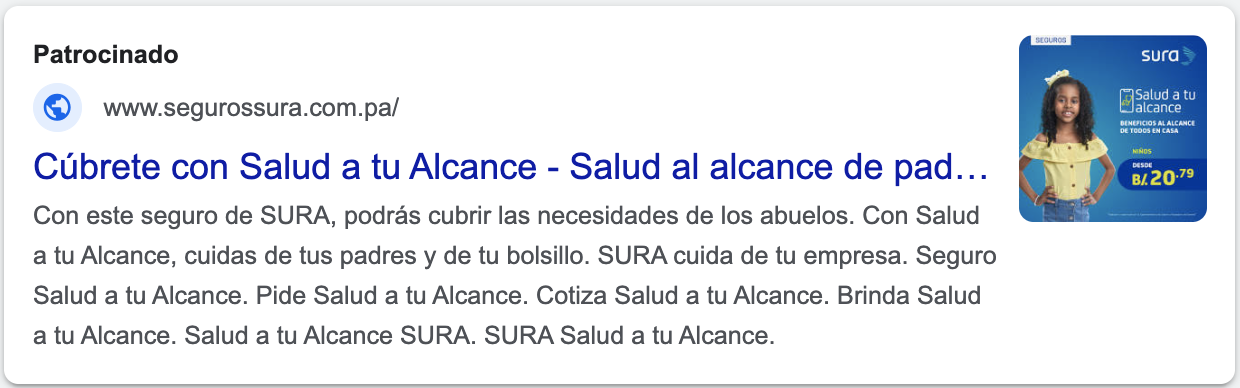 Patrocinado
www.segurossura.com.pa/
Cúbrete con Salud a tu Alcance - Salud al alcance de pad…
Con este seguro de SURA, podrás cubrir las necesidades de los abuelos. Con Salud
a tu Alcance, cuidas de tus padres y de tu bolsillo. SURA cuida de tu empresa. Seguro
Salud a tu Alcance. Pide Salud a tu Alcance. Cotiza Salud a tu Alcance. Brinda Salud
a tu Alcance. Salud a tu Alcance SURA. SURA Salud a tu Alcance.
SEGUROS
sura
Salud a tu
alcance
BENEFICIOS AL ALCANCE
DE TODOS EN CASA
NIÑOS
DESDE
B/.20.79